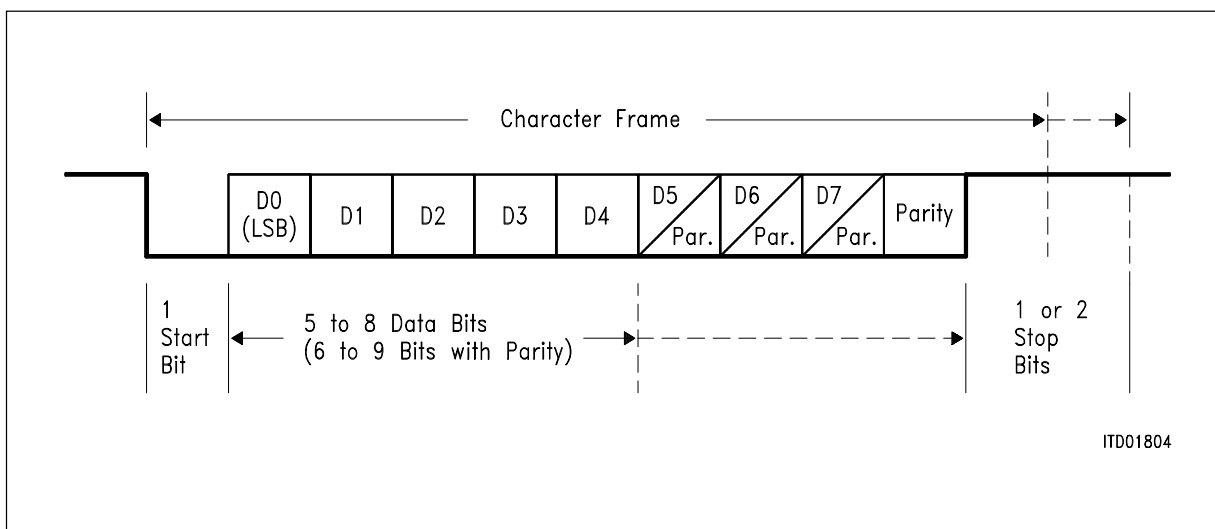 Character Frame
D0
(LSB)
D1
D2
D3
D4
D5
Par.
D6
Par.
D7
Par.
Parity
1
Start
Bit
5 to 8 Data Bits
(6 to 9 Bits with Parity)
1 or 2
Stop
Bits
ITD01804